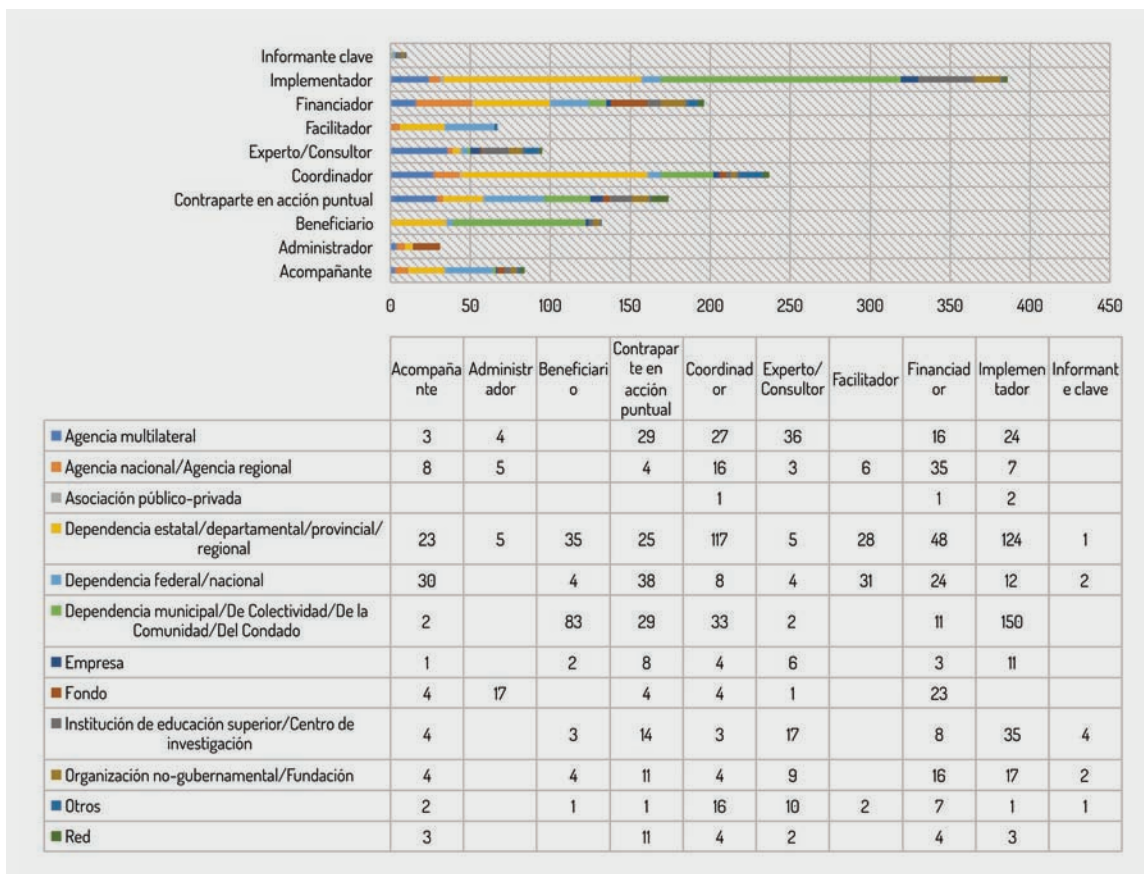 Informante clave
Implementador
Financiador
Facilitador
Experto/Consultor
Coordinador
Contraparte en acción puntual
Beneficiario
Administrador
Acompañante
0 50 100 150 200 250 300 350 400 450
Acompaña
nte
Administr
ador
Beneficiari
o
Contrapar
te en
acción
puntual
Coordinad
or
Experto/
Consultor
Facilitador
Financiad
or
Implemen
tador
Informant
e clave
Agencia multilateral 3 4 29 27 36 16 24
Agencia nacional/Agencia regional 8 5 4 16 3 6 35 7
Asociación público-privada 1 1 2
Dependencia estatal/departamental/provincial/
regional
23 5 35 25 117 5 28 48 124 1
Dependencia federal/nacional 30 4 38 8 4 31 24 12 2
Dependencia municipal/De Colectividad/De la
Comunidad/Del Condado
2 83 29 33 2 11 150
Empresa 1 2 8 4 6 3 11
Fondo 4 17 4 4 1 23
Institución de educación superior/Centro de
investigación
4 3 14 3 17 8 35 4
Organización no-gubernamental/Fundación 4 4 11 4 9 16 17 2
Otros 2 1 1 16 10 2 7 1 1
Red 3 11 4 2 4 3